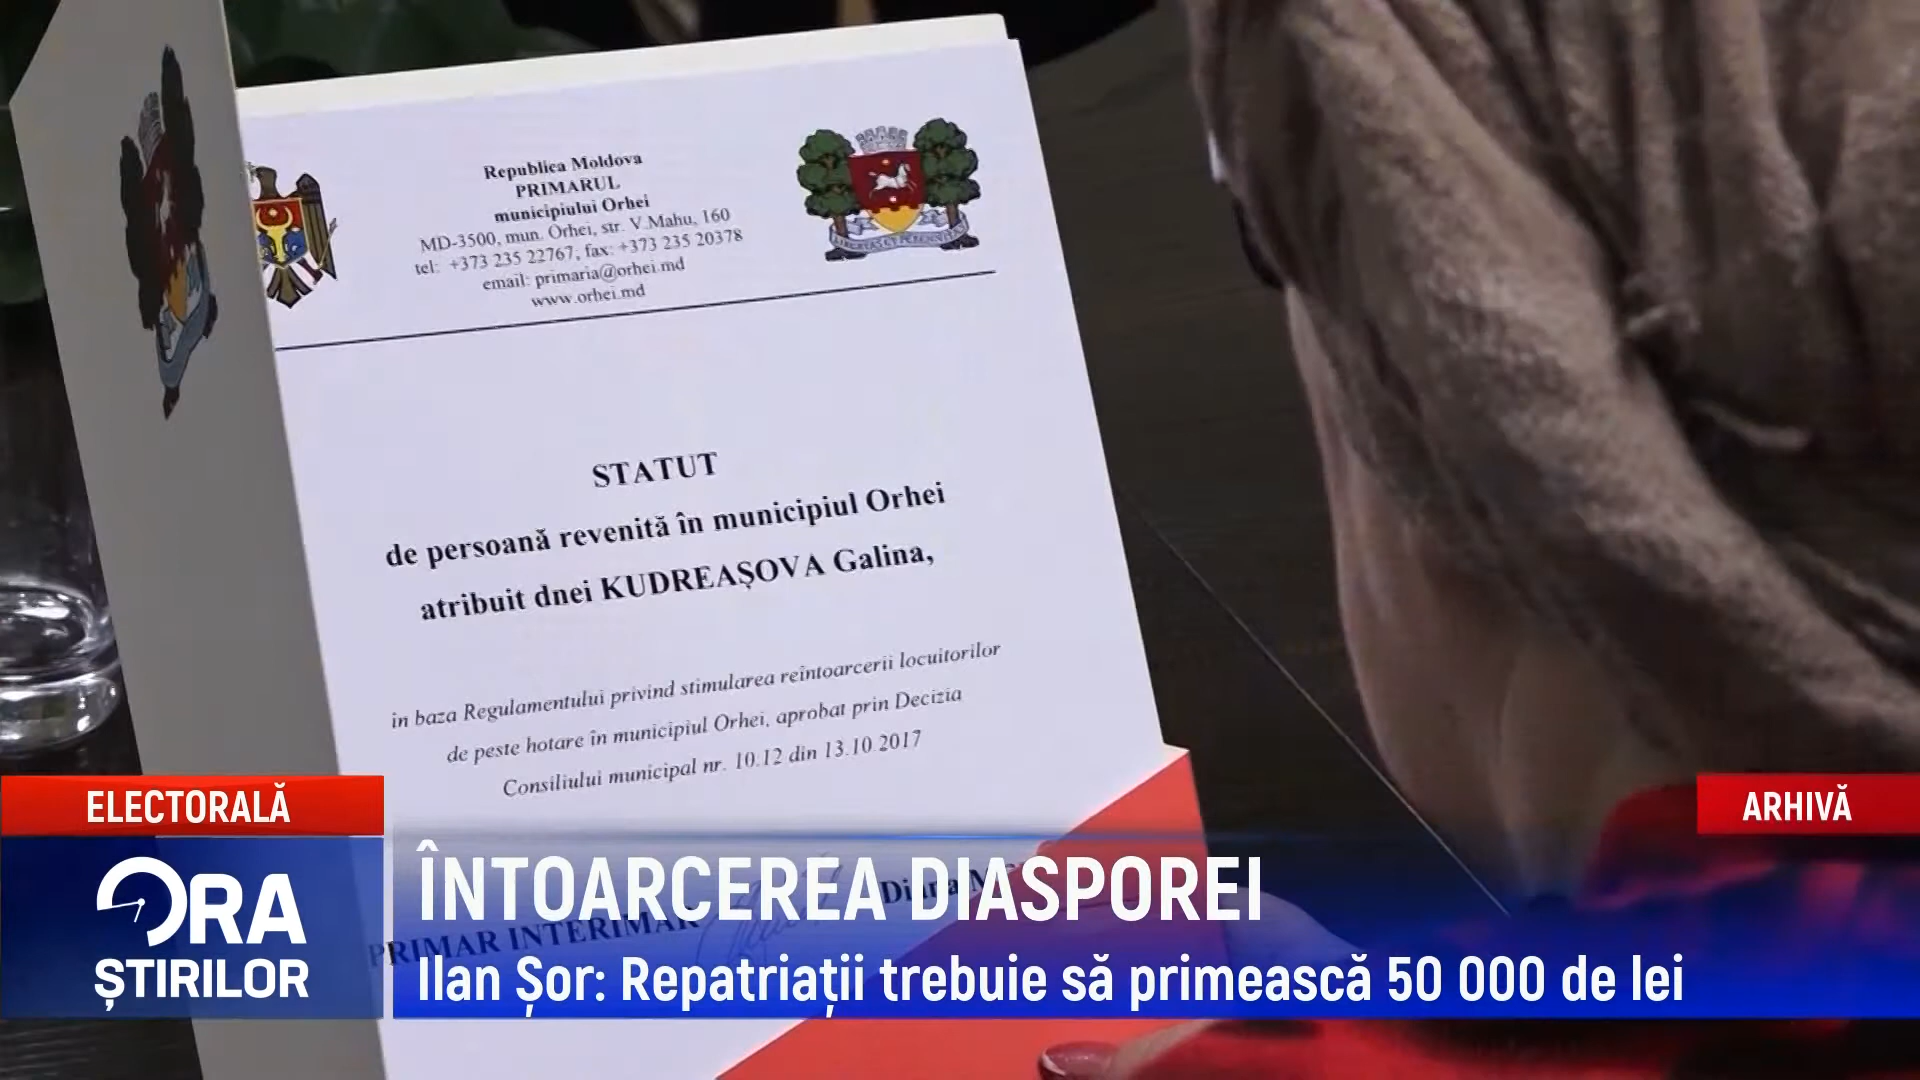 Republica Moldova
PRIMARUL
municipiului Orhei
MD-3500, mun. Orhei, str. V.Mahu, 160
tel: +373 235 22767; fax: +373 235 20378
email: primaria@orhei.md
www.orhei.md
STATUT
de persoană revenită în municipiul Orhei
atribuit dnei KUDREAȘOVA Galina,
in baza Regulamentului privind stimularea reîntoarcerii locuitorilor
de peste hotare în municipiul Orhei, aprobat prin Decizia
Consiliului municipal nr. 10.12 din 13.10.2017
PRIMAR INTERIMAR Diana
ELECTORALĂ
ARHIVĂ
ORA
ȘTIRILOR
ÎNTOARCEREA DIASPOREI
Ilan Șor: Repatriații trebuie să primească 50 000 de lei